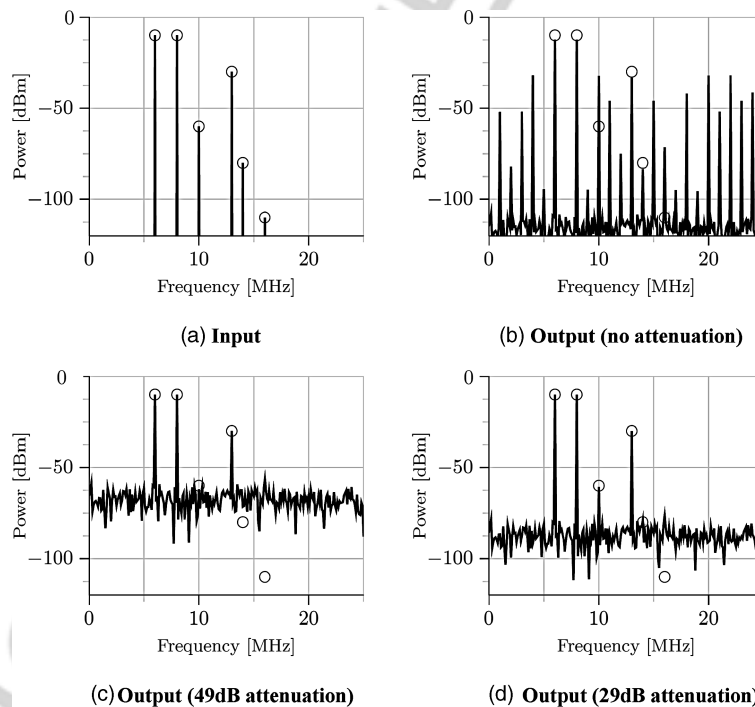 0
−50
−100
Power [dBm]
0
10
20
Frequency [MHz]
(a) Input
0
−50
−100
Power [dBm]
0
10
20
Frequency [MHz]
(b) Output (no attenuation)
0
−50
−100
Power [dBm]
0
10
20
Frequency [MHz]
(c) Output (49dB attenuation)
0
−50
−100
Power [dBm]
0
10
20
Frequency [MHz]
(d) Output (29dB attenuation)